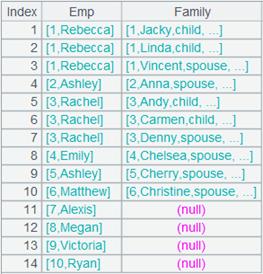 Index Emp Family
1 [1,Rebecca] [1,Jacky,child, ...]
2 [1,Rebecca] [1,Linda,child, ...]
3 [1,Rebecca] [1,Vincent,spouse, ...]
4 [2,Ashley] [2,Anna,spouse, ...]
5 [3,Rachel] [3,Andy,child, ...]
6 [3,Rachel] [3,Carmen,child, ...]
7 [3,Rachel] [3,Denny,spouse, ...]
8 [4,Emily] [4,Chelsea,spouse, ...]
9 [5,Ashley] [5,Cherry,spouse, ...]
10 [6,Matthew] [6,Christine,spouse, ...]
11 [7,Alexis] (null)
12 [8,Megan] (null)
13 [9,Victoria] (null)
14 [10,Ryan] (null)